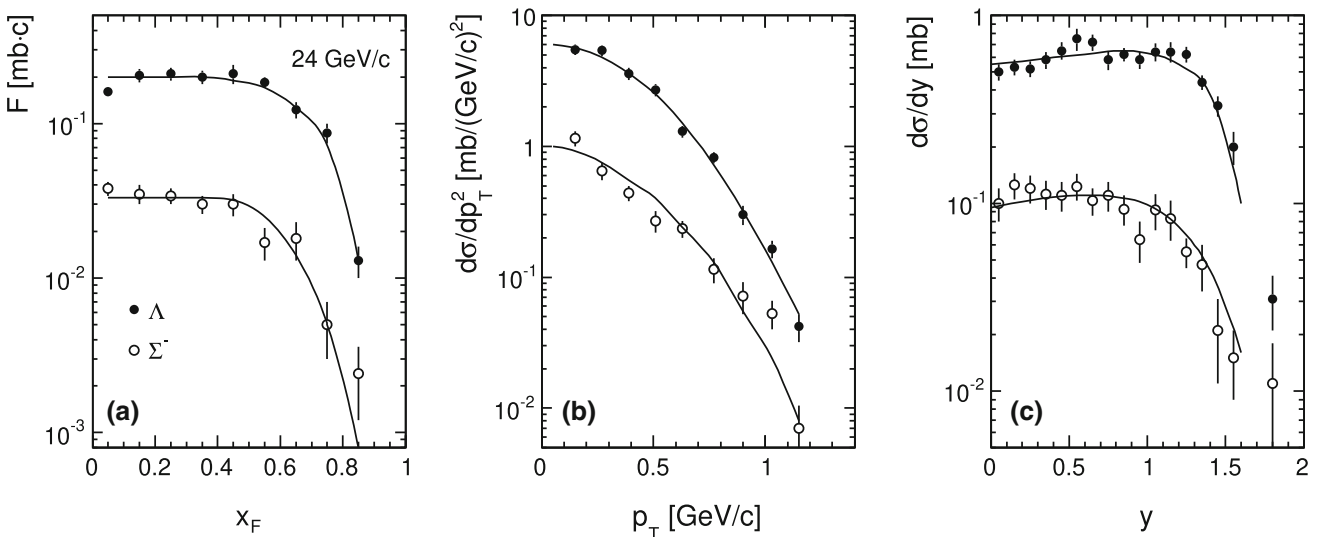 F [mb·c]
24 GeV/c
10⁻¹
10⁻²
10⁻³
Λ
Σ⁻
(a)
0 0.2 0.4 0.6 0.8 1
x_F
dσ/dp_T² [mb/(GeV/c)²]
10
1
10⁻¹
10⁻²
(b)
0 0.5 1
p_T [GeV/c]
dσ/dy [mb]
1
10⁻¹
10⁻²
(c)
0 0.5 1 1.5 2
y